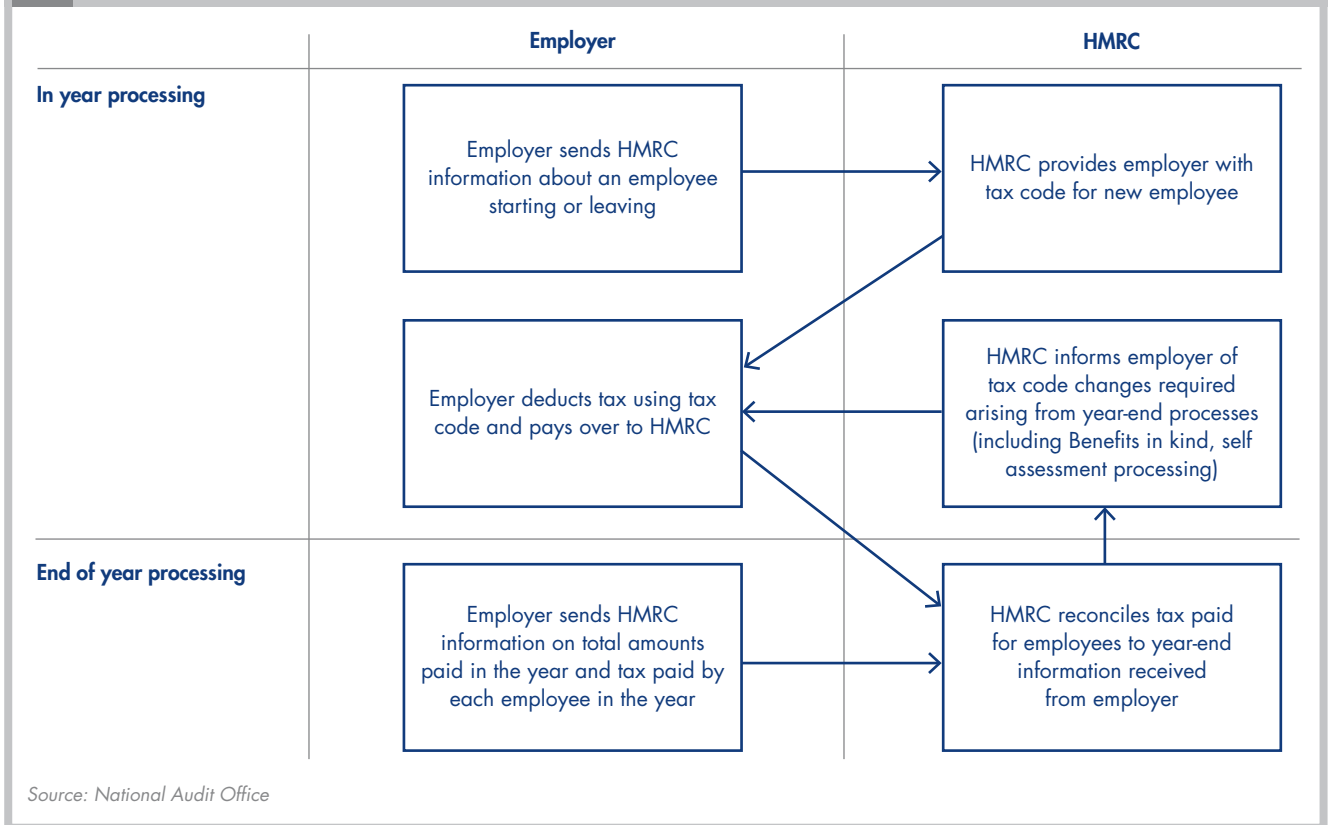 Employer
HMRC
In year processing
Employer sends HMRC
information about an employee
starting or leaving
HMRC provides employer with
tax code for new employee
Employer deducts tax using tax
code and pays over to HMRC
HMRC informs employer of
tax code changes required
arising from year-end processes
(including Benefits in kind, self
assessment processing)
End of year processing
Employer sends HMRC
information on total amounts
paid in the year and tax paid by
each employee in the year
HMRC reconciles tax paid
for employees to year-end
information received
from employer
Source: National Audit Office